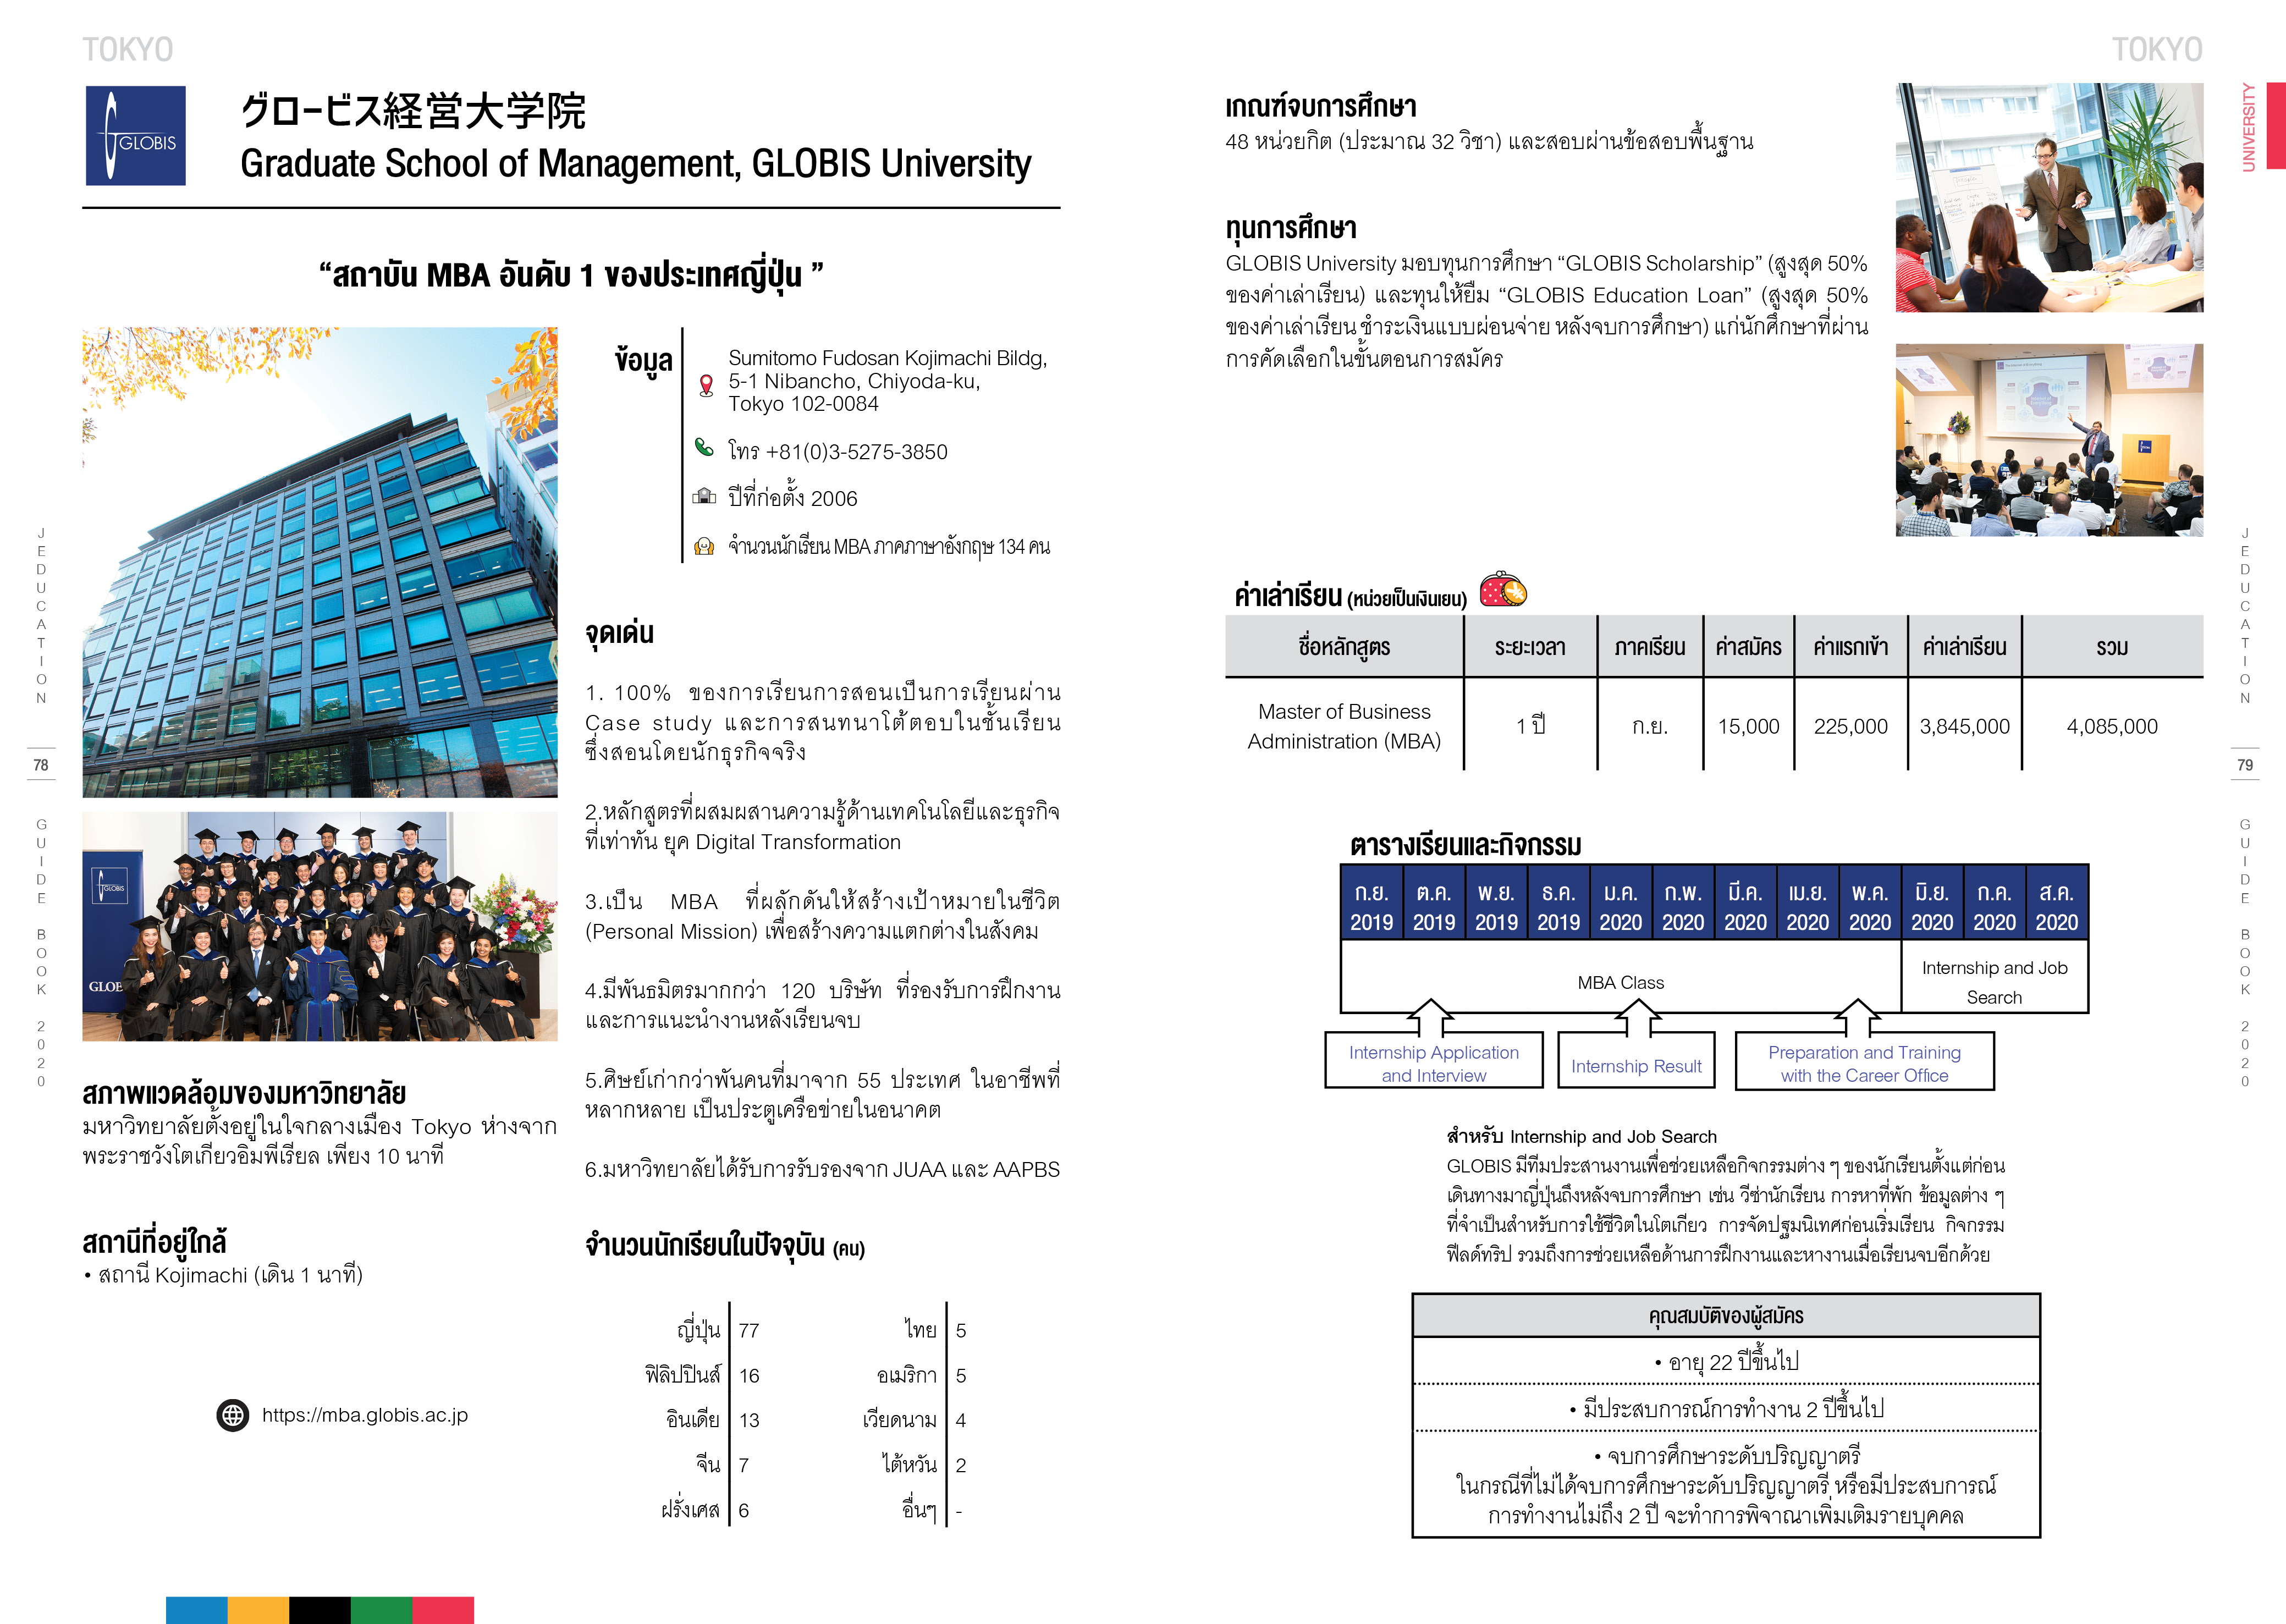 TOKYO
GLOBIS
グロービス経営大学院
Graduate School of Management, GLOBIS University
“สถาบัน MBA อันดับ 1 ของประเทศญี่ปุ่น ”
ข้อมูล
Sumitomo Fudosan Kojimachi Bildg,
5-1 Nibancho, Chiyoda-ku,
Tokyo 102-0084
โทร +81(0)3-5275-3850
ปีที่ก่อตั้ง 2006
จำนวนนักเรียน MBA ภาคภาษาอังกฤษ 134 คน
จุดเด่น
1. 100% ของการเรียนการสอนเป็นการเรียนผ่าน
Case study และการสนทนาโต้ตอบในชั้นเรียน
ซึ่งสอนโดยนักธุรกิจจริง
2.หลักสูตรที่ผสมผสานความรู้ด้านเทคโนโลยีและธุรกิจ
ที่เท่าทัน ยุค Digital Transformation
3.เป็น MBA ที่ผลักดันให้สร้างเป้าหมายในชีวิต
(Personal Mission) เพื่อสร้างความแตกต่างในสังคม
4.มีพันธมิตรมากกว่า 120 บริษัท ที่รองรับการฝึกงาน
และการแนะนำงานหลังเรียนจบ
5.ศิษย์เก่ากว่าพันคนที่มาจาก 55 ประเทศ ในอาชีพที่
หลากหลาย เป็นประตูเครือข่ายในอนาคต
6.มหาวิทยาลัยได้รับการรับรองจาก JUAA และ AAPBS
GLOBIS
GLOB
สภาพแวดล้อมของมหาวิทยาลัย
มหาวิทยาลัยตั้งอยู่ในใจกลางเมือง Tokyo ห่างจาก
พระราชวังโตเกียวอิมพีเรียล เพียง 10 นาที
สถานีที่อยู่ใกล้
• สถานี Kojimachi (เดิน 1 นาที)
https://mba.globis.ac.jp
จำนวนนักเรียนในปัจจุบัน (คน)
ญี่ปุ่น 77 ไทย 5
ฟิลิปปินส์ 16 อเมริกา 5
อินเดีย 13 เวียดนาม 4
จีน 7 ไต้หวัน 2
ฝรั่งเศส 6 อื่นๆ -
JEDUCATION
78
GUIDE BOOK 2020
TOKYO
UNIVERSITY
เกณฑ์จบการศึกษา
48 หน่วยกิต (ประมาณ 32 วิชา) และสอบผ่านข้อสอบพื้นฐาน
ทุนการศึกษา
GLOBIS University มอบทุนการศึกษา “GLOBIS Scholarship” (สูงสุด 50%
ของค่าเล่าเรียน) และทุนให้ยืม “GLOBIS Education Loan” (สูงสุด 50%
ของค่าเล่าเรียน ชำระเงินแบบผ่อนจ่าย หลังจบการศึกษา) แก่นักศึกษาที่ผ่าน
การคัดเลือกในขั้นตอนการสมัคร
ค่าเล่าเรียน (หน่วยเป็นเงินเยน)
ชื่อหลักสูตร ระยะเวลา ภาคเรียน ค่าสมัคร ค่าแรกเข้า ค่าเล่าเรียน รวม
Master of Business
Administration (MBA) 1 ปี ก.ย. 15,000 225,000 3,845,000 4,085,000
ตารางเรียนและกิจกรรม
ก.ย. ต.ค. พ.ย. ธ.ค. ม.ค. ก.พ. มี.ค. เม.ย. พ.ค. มิ.ย. ก.ค. ส.ค.
2019 2019 2019 2019 2020 2020 2020 2020 2020 2020 2020 2020
MBA Class
Internship and Job
Search
Internship Application
and Interview
Internship Result
Preparation and Training
with the Career Office
สำหรับ Internship and Job Search
GLOBIS มีทีมประสานงานเพื่อช่วยเหลือกิจกรรมต่าง ๆ ของนักเรียนตั้งแต่ก่อน
เดินทางมาญี่ปุ่นถึงหลังจบการศึกษา เช่น วีซ่านักเรียน การหาที่พัก ข้อมูลต่าง ๆ
ที่จำเป็นสำหรับการใช้ชีวิตในโตเกียว การจัดปฐมนิเทศก่อนเริ่มเรียน กิจกรรม
ฟิลด์ทริป รวมถึงการช่วยเหลือด้านการฝึกงานและหางานเมื่อเรียนจบอีกด้วย
คุณสมบัติของผู้สมัคร
• อายุ 22 ปีขึ้นไป
• มีประสบการณ์การทำงาน 2 ปีขึ้นไป
• จบการศึกษาระดับปริญญาตรี
ในกรณีที่ไม่ได้จบการศึกษาระดับปริญญาตรี หรือมีประสบการณ์
การทำงานไม่ถึง 2 ปี จะทำการพิจาณาเพิ่มเติมรายบุคคล
JEDUCATION
79
GUIDE BOOK 2020